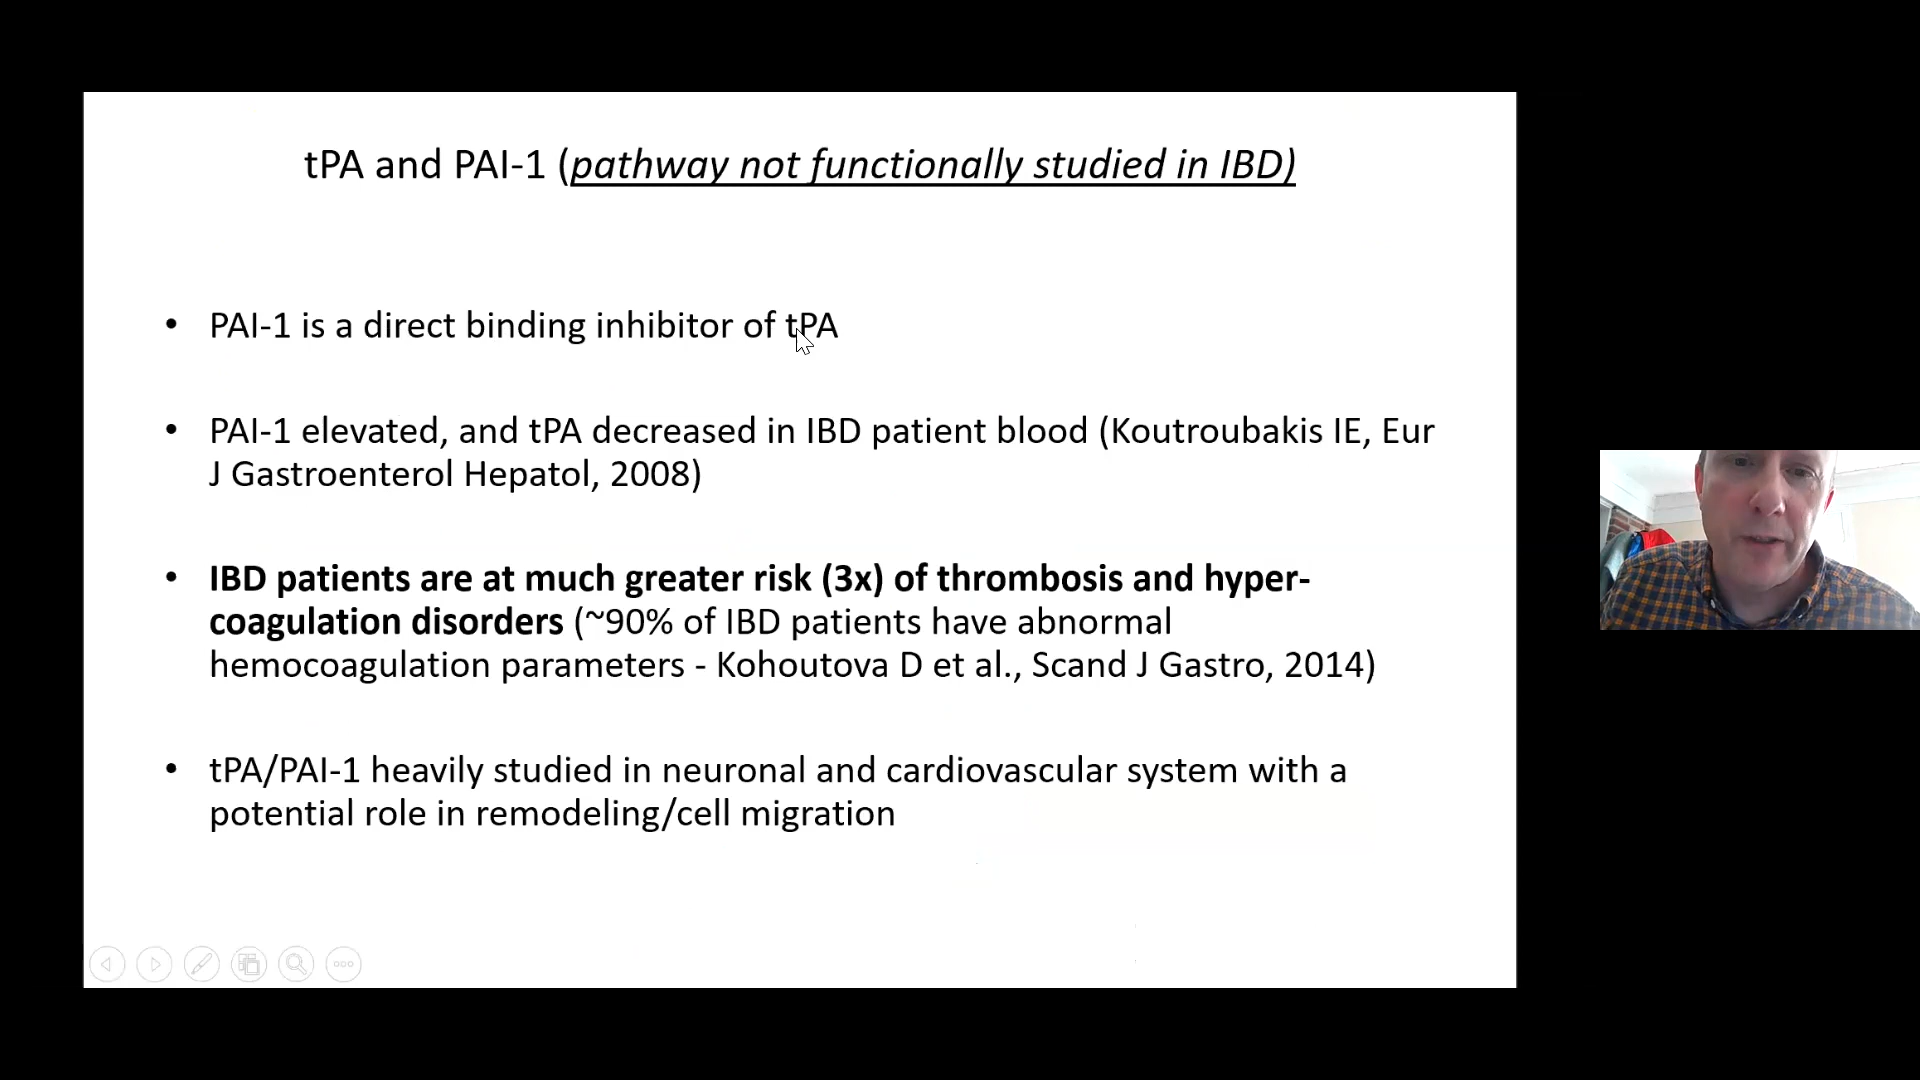 tPA and PAI-1 (pathway not functionally studied in IBD)
• PAI-1 is a direct binding inhibitor of tPA
• PAI-1 elevated, and tPA decreased in IBD patient blood (Koutroubakis IE, Eur
J Gastroenterol Hepatol, 2008)
• IBD patients are at much greater risk (3x) of thrombosis and hyper-
coagulation disorders (~90% of IBD patients have abnormal
hemocoagulation parameters - Kohoutova D et al., Scand J Gastro, 2014)
• tPA/PAI-1 heavily studied in neuronal and cardiovascular system with a
potential role in remodeling/cell migration